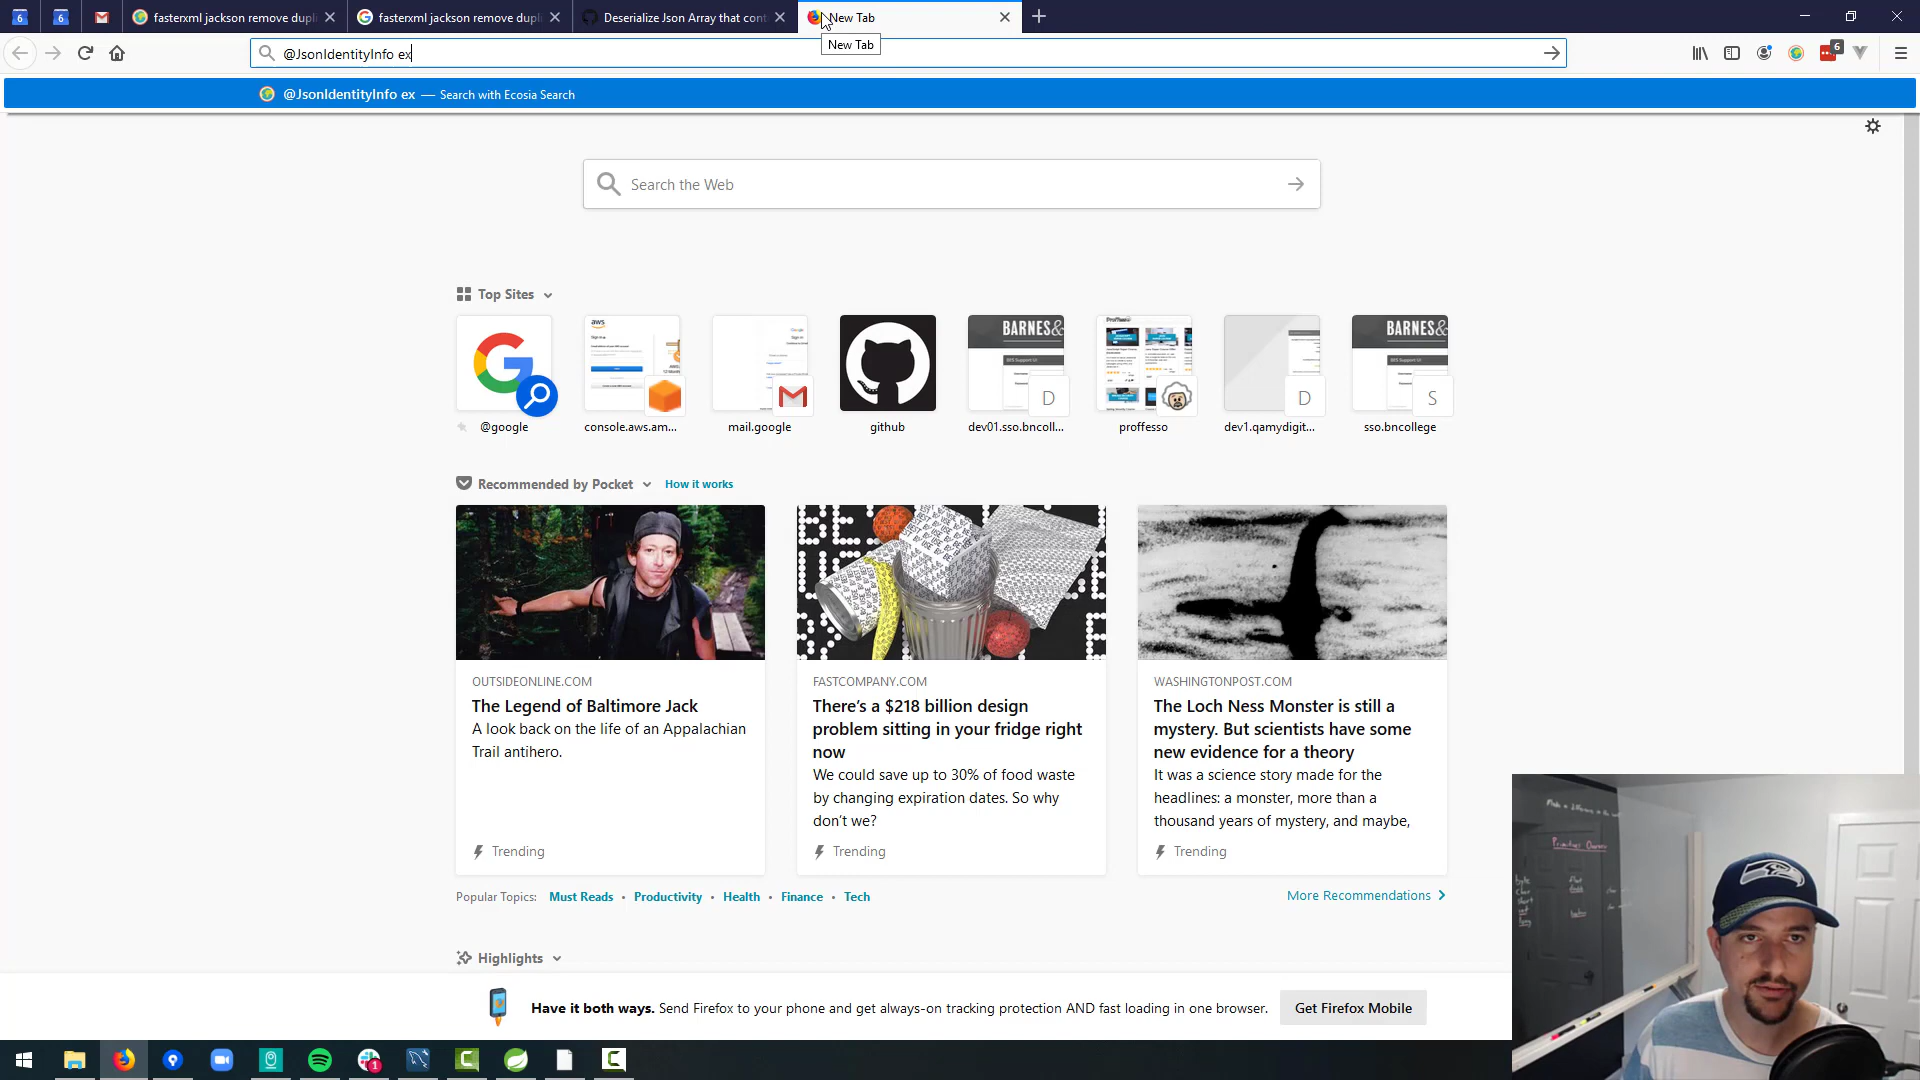 6
6
fasterxml jackson remove dupli
fasterxml jackson remove dupli
Deserialize Json Array that cont
New Tab
New Tab
@JsonIdentityInfo ex
6
@JsonIdentityInfo ex — Search with Ecosia Search
Search the Web
Top Sites
aws
BARNES&
BARNES&
D
D
S
@google
console.aws.am...
mail.google
github
dev01.sso.bncoll...
proffesso
dev1.qamydigit...
sso.bncollege
Recommended by Pocket
How it works
OUTSIDEONLINE.COM
The Legend of Baltimore Jack
A look back on the life of an Appalachian
Trail antihero.
Trending
FASTCOMPANY.COM
There's a $218 billion design
problem sitting in your fridge right
now
We could save up to 30% of food waste
by changing expiration dates. So why
don't we?
Trending
WASHINGTONPOST.COM
The Loch Ness Monster is still a
mystery. But scientists have some
new evidence for a theory
It was a science story made for the
headlines: a monster, more than a
thousand years of mystery, and maybe,
Trending
Popular Topics: Must Reads • Productivity • Health • Finance • Tech
More Recommendations
Highlights
Have it both ways. Send Firefox to your phone and get always-on tracking protection AND fast loading in one browser.
Get Firefox Mobile
1